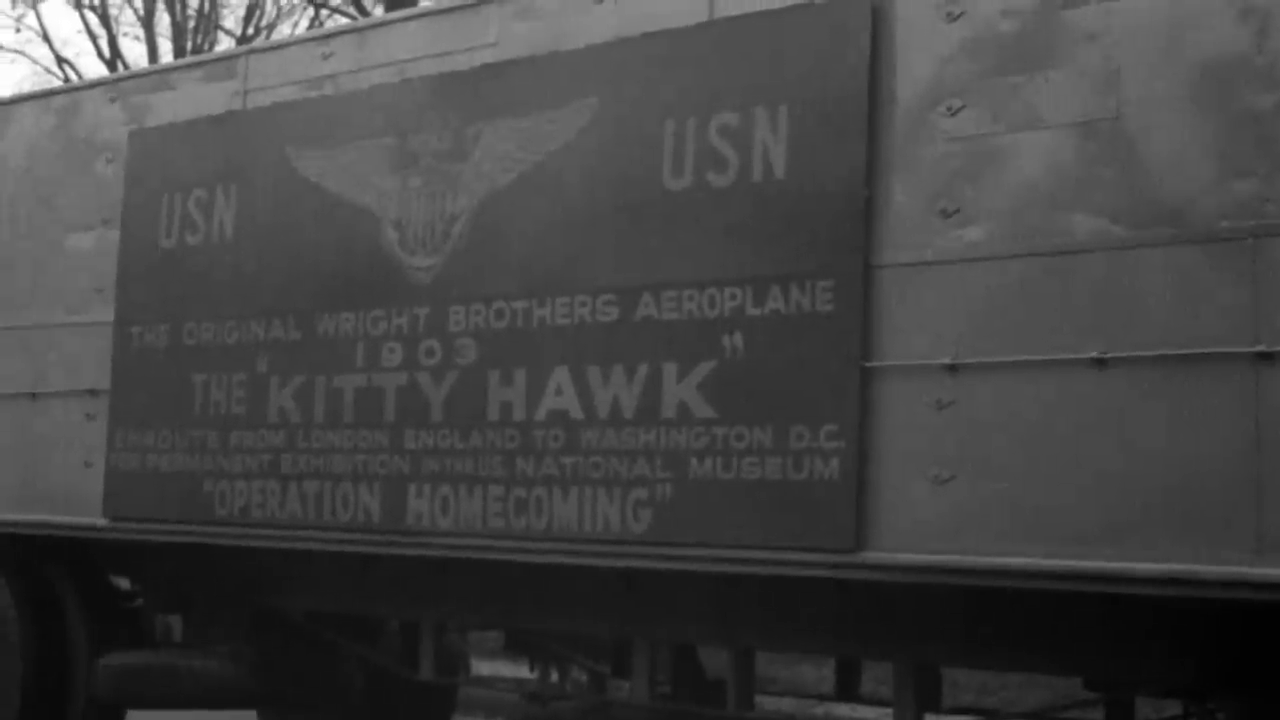 USN USN
THE ORIGINAL WRIGHT BROTHERS AEROPLANE
1903
THE "KITTY HAWK"
ENROUTE FROM LONDON ENGLAND TO WASHINGTON D.C.
FOR PERMANENT EXHIBITION IN THE U.S. NATIONAL MUSEUM
"OPERATION HOMECOMING"